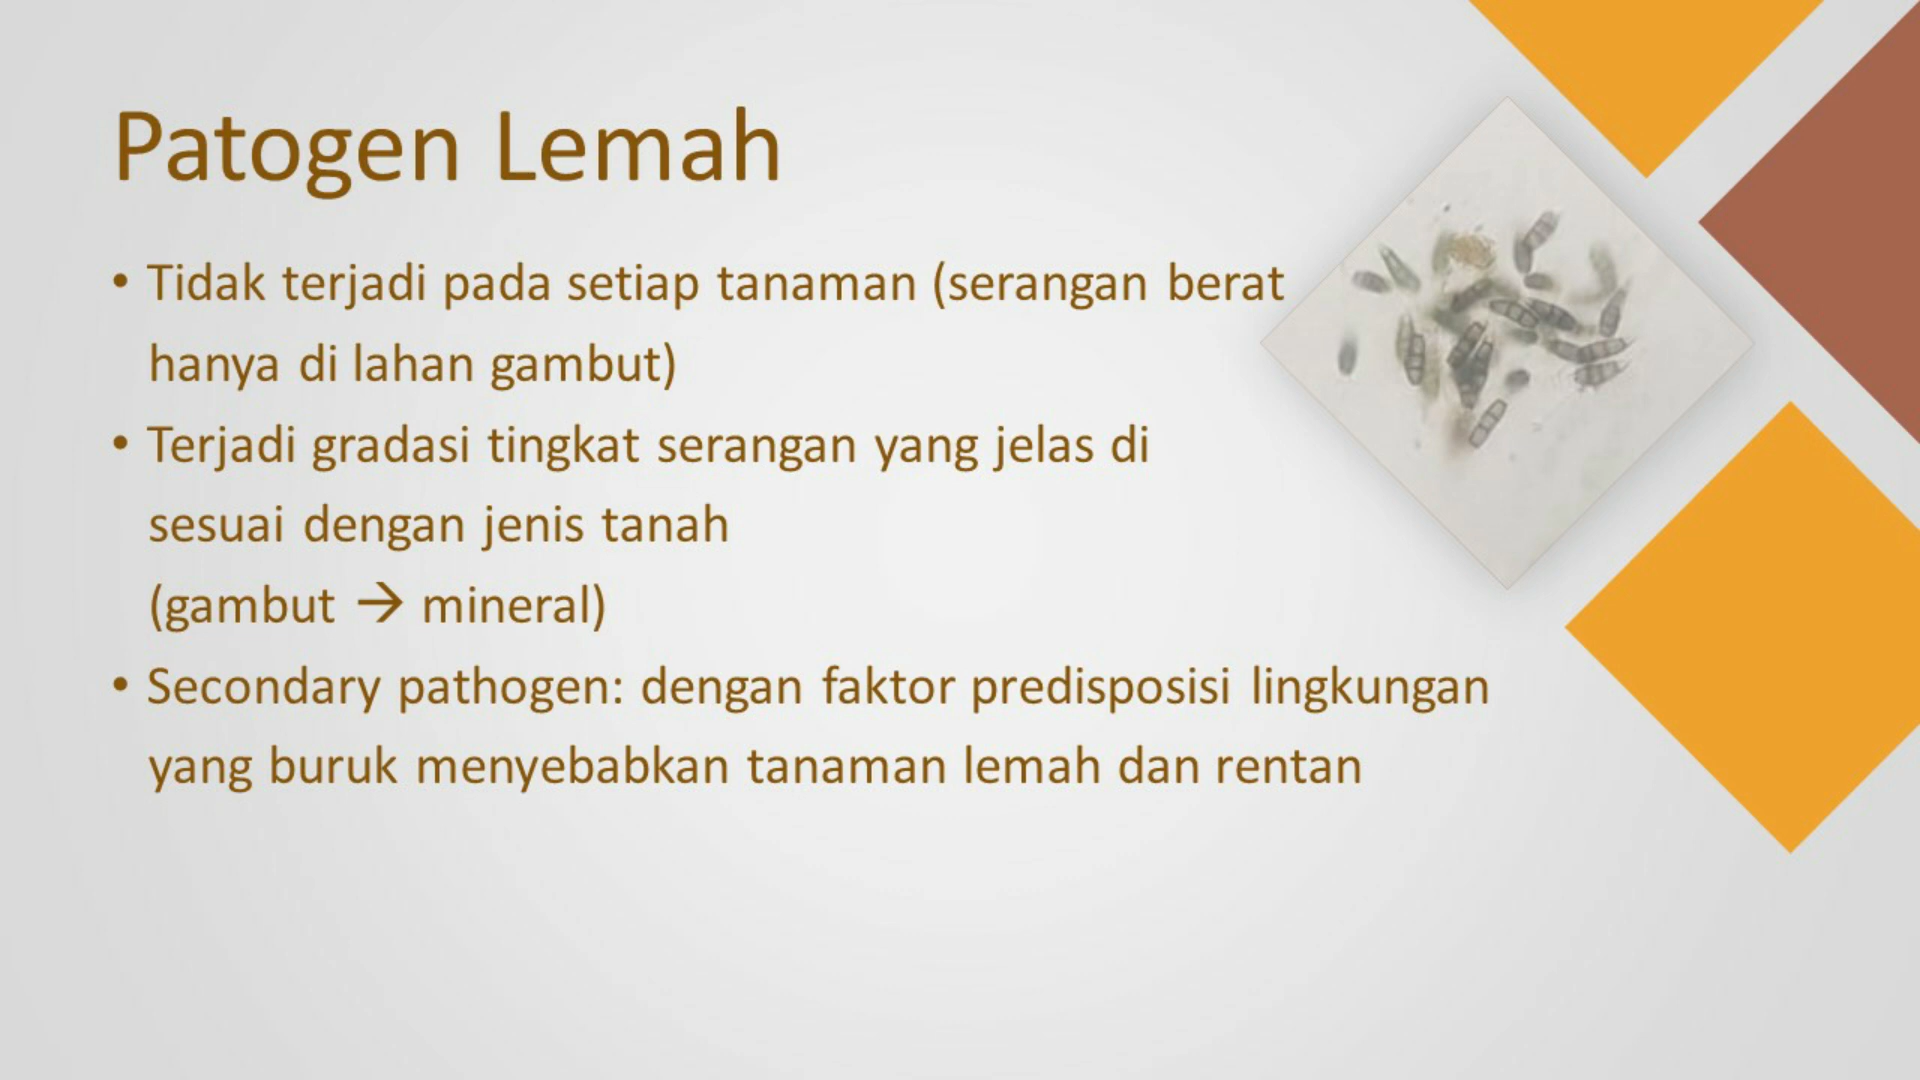 Patogen Lemah
• Tidak terjadi pada setiap tanaman (serangan berat
hanya di lahan gambut)
• Terjadi gradasi tingkat serangan yang jelas di
sesuai dengan jenis tanah
(gambut → mineral)
• Secondary pathogen: dengan faktor predisposisi lingkungan
yang buruk menyebabkan tanaman lemah dan rentan